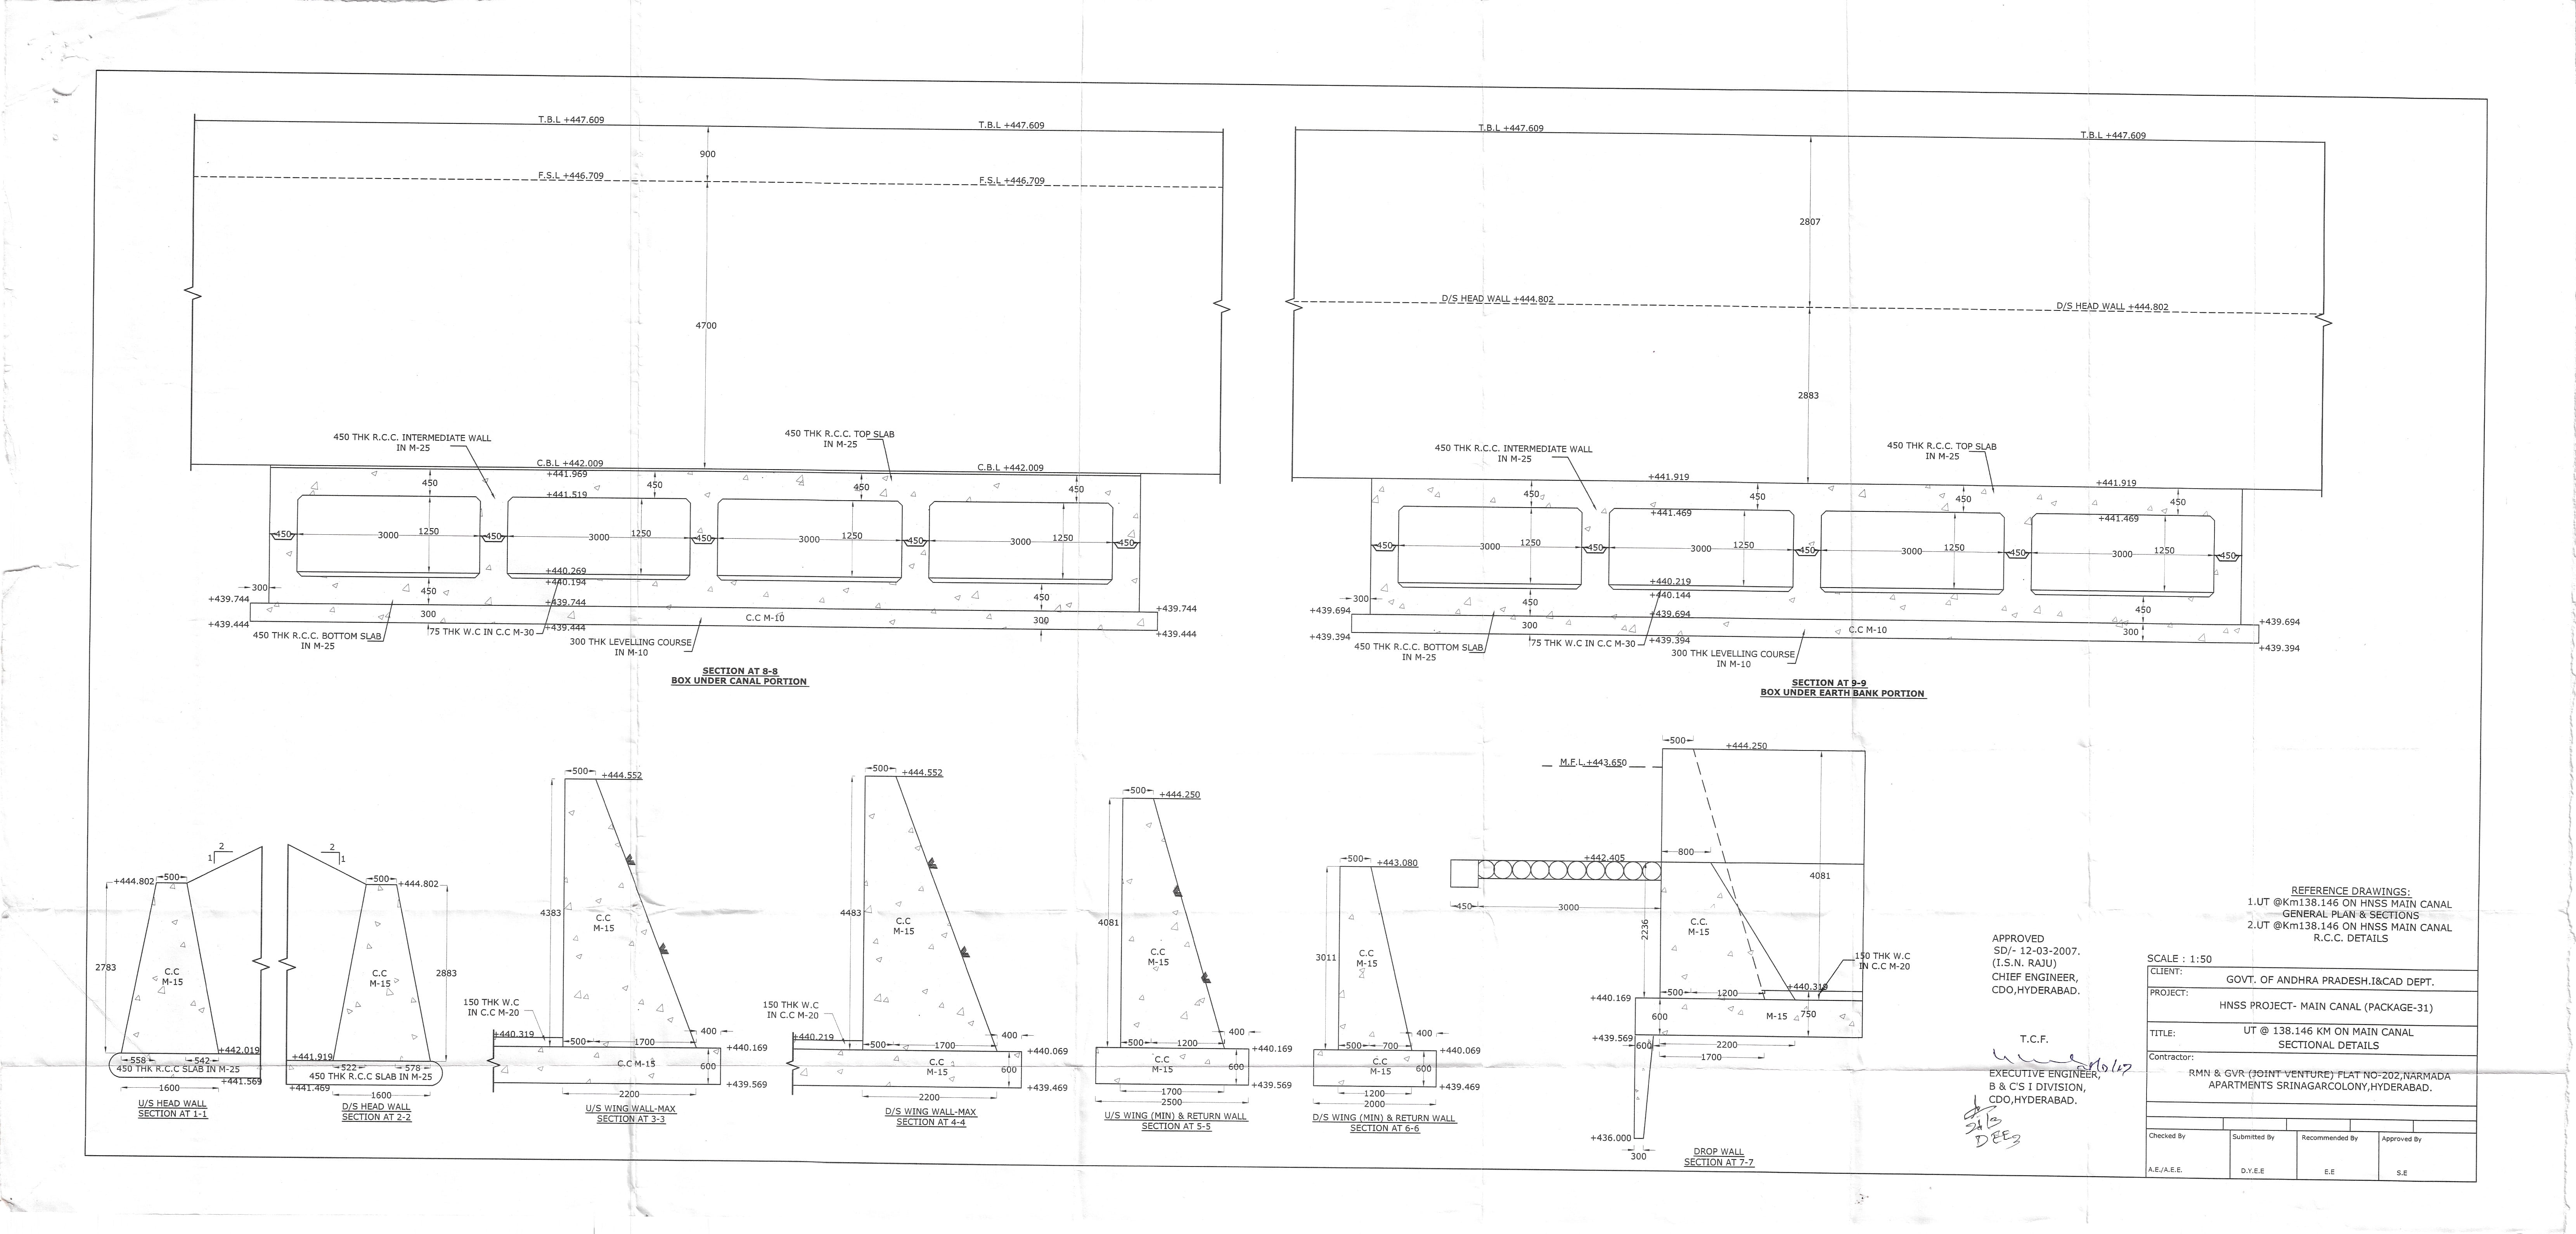 T.B.L +447.609
T.B.L +447.609
900
F.S.L +446.709
F.S.L +446.709
4700
450 THK R.C.C. INTERMEDIATE WALL
IN M-25
450 THK R.C.C. TOP SLAB
IN M-25
C.B.L +442.009
C.B.L +442.009
+441.969
+441.519
450
450
450
450
450
3000
1250
450
3000
1250
450
3000
1250
450
3000
1250
450
+440.269
+440.194
300
450
450
+439.744
+439.744
+439.744
300
C.C M-10
300
+439.444
+439.444
+439.444
450 THK R.C.C. BOTTOM SLAB
IN M-25
75 THK W.C IN C.C M-30
300 THK LEVELLING COURSE
IN M-10
SECTION AT 8-8
BOX UNDER CANAL PORTION
T.B.L +447.609
T.B.L +447.609
2807
D/S HEAD WALL +444.802
D/S HEAD WALL +444.802
2883
450 THK R.C.C. INTERMEDIATE WALL
IN M-25
450 THK R.C.C. TOP SLAB
IN M-25
+441.919
+441.919
450
450
450
450
+441.469
+441.469
450
3000
1250
450
3000
1250
450
3000
1250
450
3000
1250
450
+440.219
+440.144
300
450
450
+439.694
+439.694
+439.694
300
C.C M-10
300
+439.394
+439.394
+439.394
450 THK R.C.C. BOTTOM SLAB
IN M-25
75 THK W.C IN C.C M-30
300 THK LEVELLING COURSE
IN M-10
SECTION AT 9-9
BOX UNDER EARTH BANK PORTION
2
1
500
+444.802
2783
C.C
M-15
558
542
+442.019
450 THK R.C.C SLAB IN M-25
+441.569
1600
U/S HEAD WALL
SECTION AT 1-1
2
1
500
+444.802
2883
C.C
M-15
+441.919
522
578
450 THK R.C.C SLAB IN M-25
+441.469
1600
D/S HEAD WALL
SECTION AT 2-2
500
+444.552
4383
C.C
M-15
150 THK W.C
IN C.C M-20
+440.319
500
1700
400
+440.169
C.C M-15
600
+439.569
2200
U/S WING WALL-MAX
SECTION AT 3-3
500
+444.552
4483
C.C
M-15
150 THK W.C
IN C.C M-20
+440.219
500
1700
400
+440.069
C.C
M-15
600
+439.469
2200
D/S WING WALL-MAX
SECTION AT 4-4
500
+444.250
4081
C.C
M-15
500
1200
400
+440.169
C.C
M-15
600
+439.569
1700
2500
U/S WING (MIN) & RETURN WALL
SECTION AT 5-5
500
+443.080
3011
C.C
M-15
500
700
400
+440.069
C.C
M-15
600
+439.469
1200
2000
D/S WING (MIN) & RETURN WALL
SECTION AT 6-6
500
+444.250
M.F.L.+443.650
800
+442.405
4081
450
3000
2236
C.C.
M-15
150 THK W.C
IN C.C M-20
+440.319
500
1200
+440.169
600
M-15
750
+439.569
600
2200
1700
+436.000
300
DROP WALL
SECTION AT 7-7
APPROVED
SD/- 12-03-2007.
(I.S.N. RAJU)
CHIEF ENGINEER,
CDO,HYDERABAD.
T.C.F.
EXECUTIVE ENGINEER,
B & C'S I DIVISION,
CDO,HYDERABAD.
DEE3
REFERENCE DRAWINGS:
1.UT @Km138.146 ON HNSS MAIN CANAL
GENERAL PLAN & SECTIONS
2.UT @Km138.146 ON HNSS MAIN CANAL
R.C.C. DETAILS
SCALE : 1:50
CLIENT:
GOVT. OF ANDHRA PRADESH.I&CAD DEPT.
PROJECT:
HNSS PROJECT- MAIN CANAL (PACKAGE-31)
TITLE:
UT @ 138.146 KM ON MAIN CANAL
SECTIONAL DETAILS
Contractor:
RMN & GVR (JOINT VENTURE) FLAT NO-202,NARMADA
APARTMENTS SRINAGARCOLONY,HYDERABAD.
Checked By
Submitted By
Recommended By
Approved By
A.E./A.E.E.
D.Y.E.E
E.E
S.E